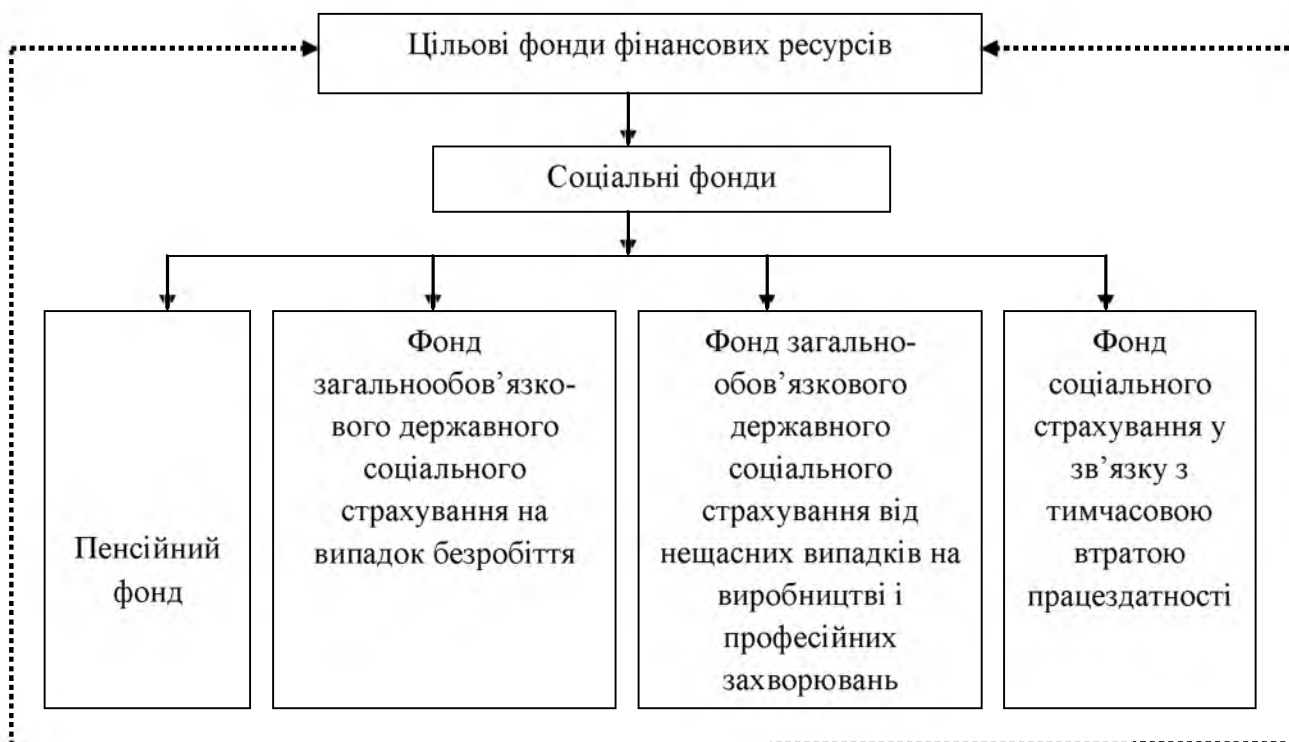 Цільові фонди фінансових ресурсів
Соціальні фонди
Пенсійний
фонд
Фонд
загальнообов’язко-
вого державного
соціального
страхування на
випадок безробіття
Фонд загально-
обов’язкового
державного
соціального
страхування від
нещасних випадків на
виробництві і
професійних
захворювань
Фонд
соціального
страхування у
зв’язку з
тимчасовою
втратою
працездатності